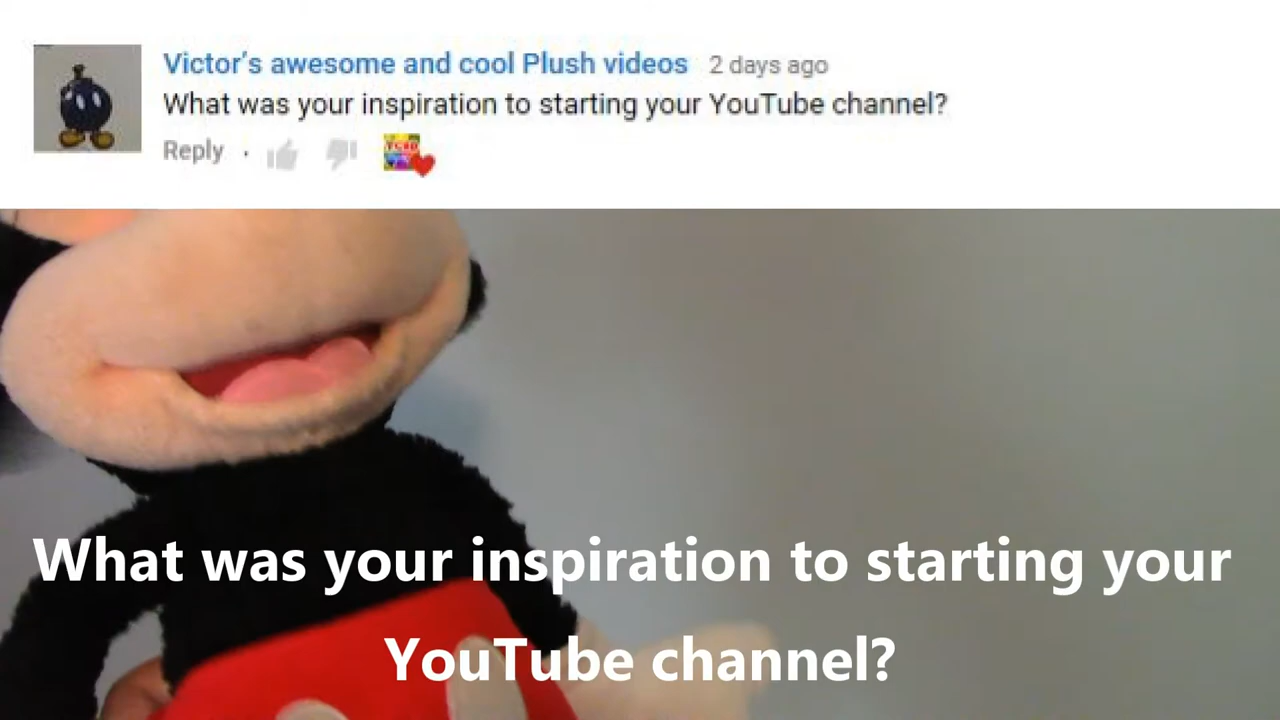 Victor's awesome and cool Plush videos 2 days ago
What was your inspiration to starting your YouTube channel?
Reply ·
What was your inspiration to starting your
YouTube channel?